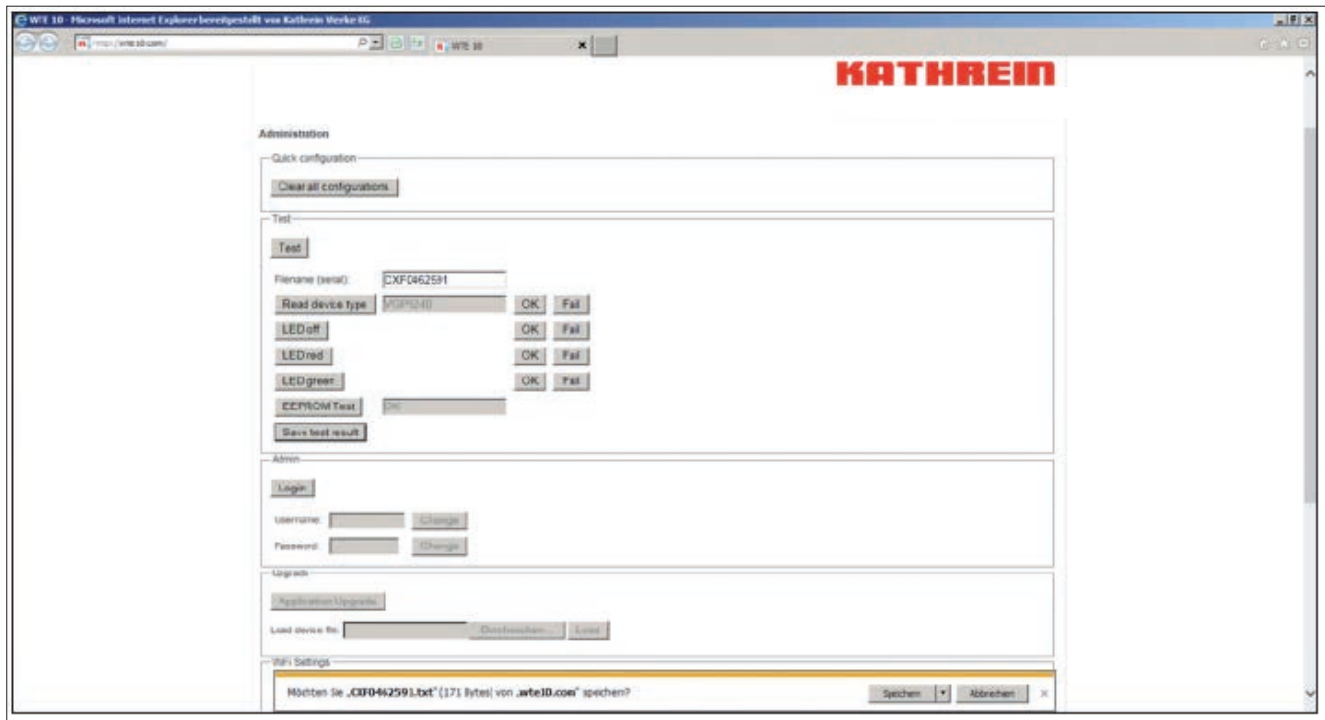 WTE 10 - Microsoft Internet Explorer bereitgestellt von Kathrein Werke KG
WTE 10
KATHREIN
Administration
Quick configuration
Clear all configurations
Test
Test
Filename (serial): CXF0462591
Read device type OK Fail
LED off OK Fail
LED red OK Fail
LED green OK Fail
EEPROM Test OK
Save test result
Admin
Login
Username: Change
Password: Change
Upgrade
Application Upgrade
Load device file: Durchsuchen... Load
WiFi Settings
Möchten Sie „CXF0462591.txt“ (171 Bytes) von „wte10.com“ speichern?
Speichern Abbrechen